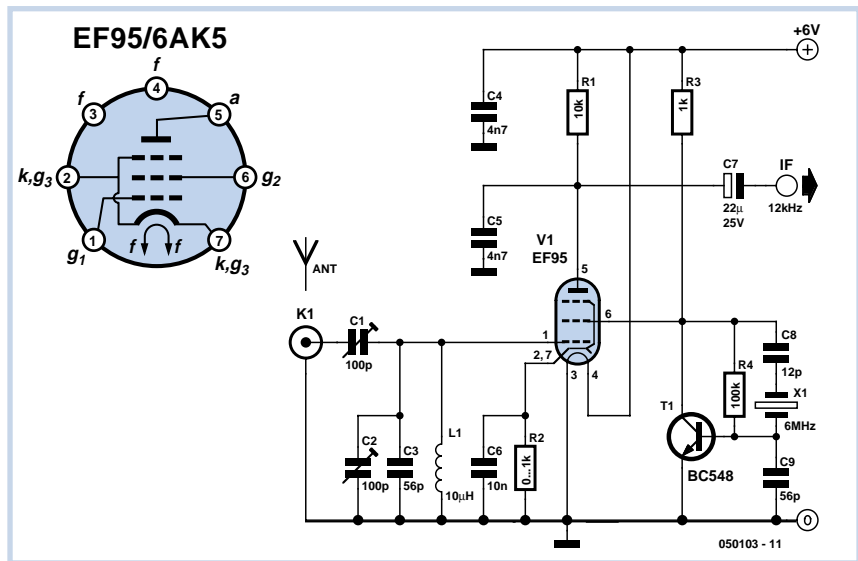 EF95/6AK5
f
4
f
3
a
5
k,g3
2
6
g2
1
g1
f
f
7
k,g3
ANT
K1
C1
100p
C2
100p
C3
56p
L1
10µH
C4
4n7
C5
4n7
R1
10k
R3
1k
+6V
C7
22µ
25V
IF
12kHz
V1
EF95
5
6
1
2, 7
3
4
C6
10n
R2
0...1k
T1
BC548
R4
100k
C8
12p
X1
6MHz
C9
56p
0
050103 - 11